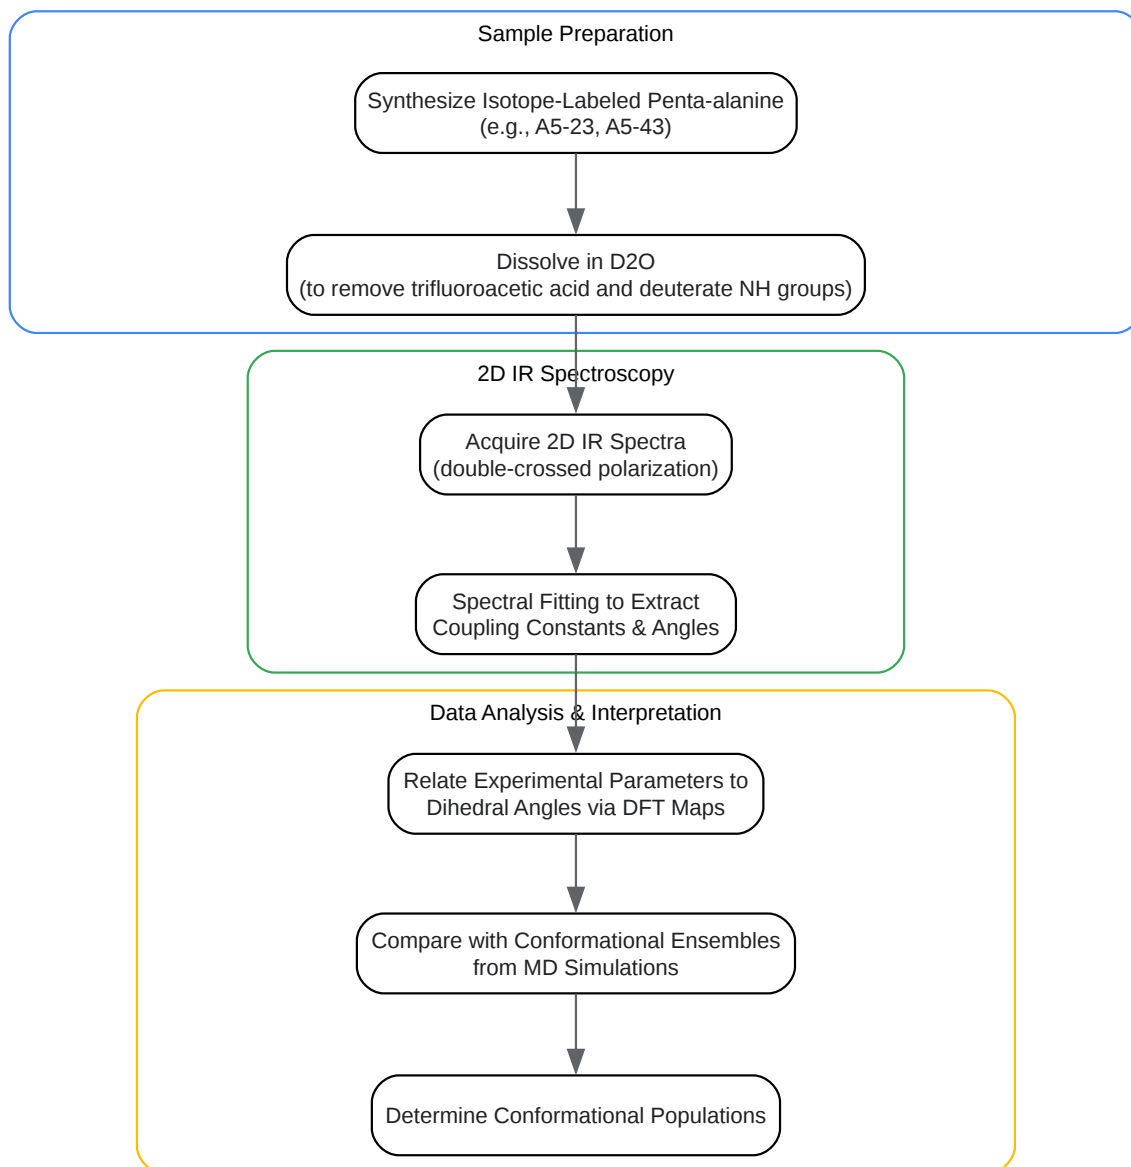 Sample Preparation
Synthesize Isotope-Labeled Penta-alanine
(e.g., A5-23, A5-43)
Dissolve in D2O
(to remove trifluoroacetic acid and deuterate NH groups)
2D IR Spectroscopy
Acquire 2D IR Spectra
(double-crossed polarization)
Spectral Fitting to Extract
Coupling Constants & Angles
Data Analysis & Interpretation
Relate Experimental Parameters to
Dihedral Angles via DFT Maps
Compare with Conformational Ensembles
from MD Simulations
Determine Conformational Populations